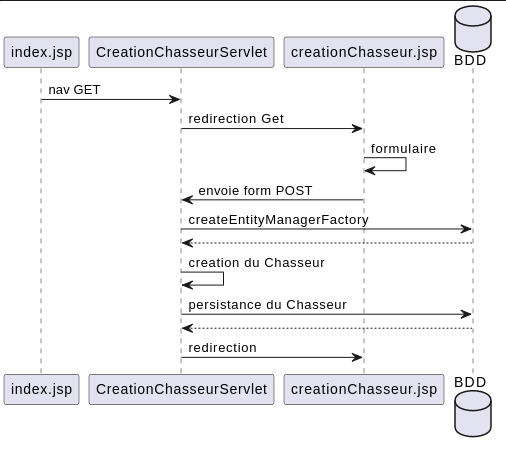 index.jsp
CreationChasseurServlet
creationChasseur.jsp
BDD
nav GET
redirection Get
formulaire
envoie form POST
createEntityManagerFactory
creation du Chasseur
persistance du Chasseur
redirection
index.jsp
CreationChasseurServlet
creationChasseur.jsp
BDD